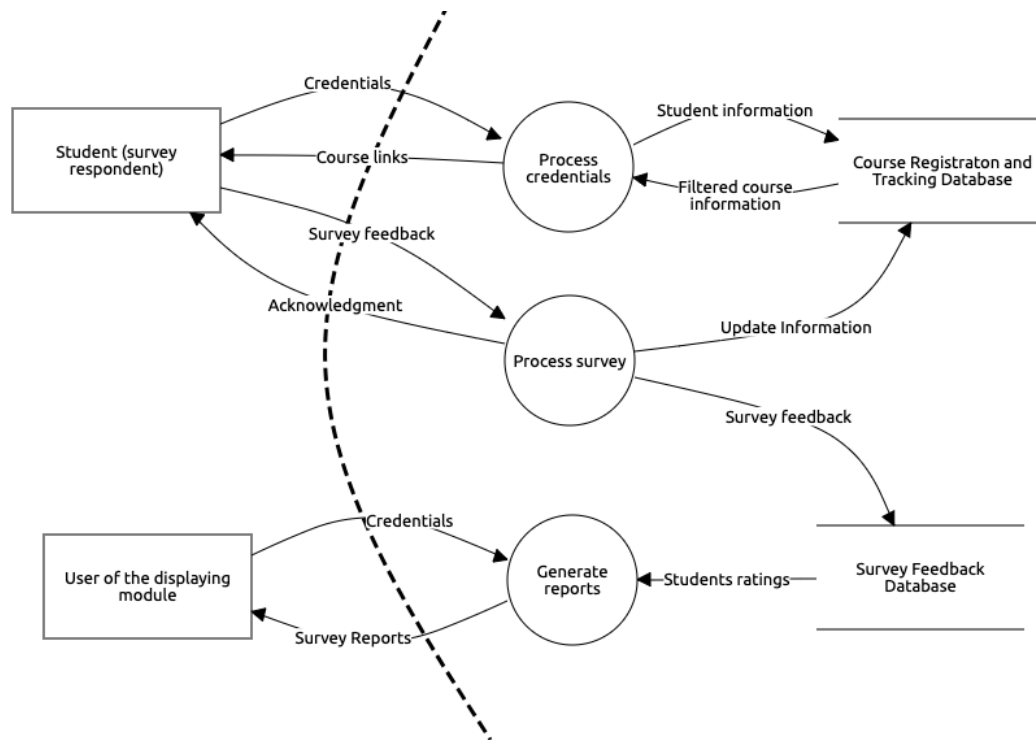 Credentials
Student information
Student (survey
respondent)
Course links
Process
credentials
Course Registraton and
Tracking Database
Filtered course
information
Survey feedback
Acknowledgment
Update Information
Process survey
Survey feedback
Credentials
User of the displaying
module
Generate
reports
Students ratings
Survey Feedback
Database
Survey Reports